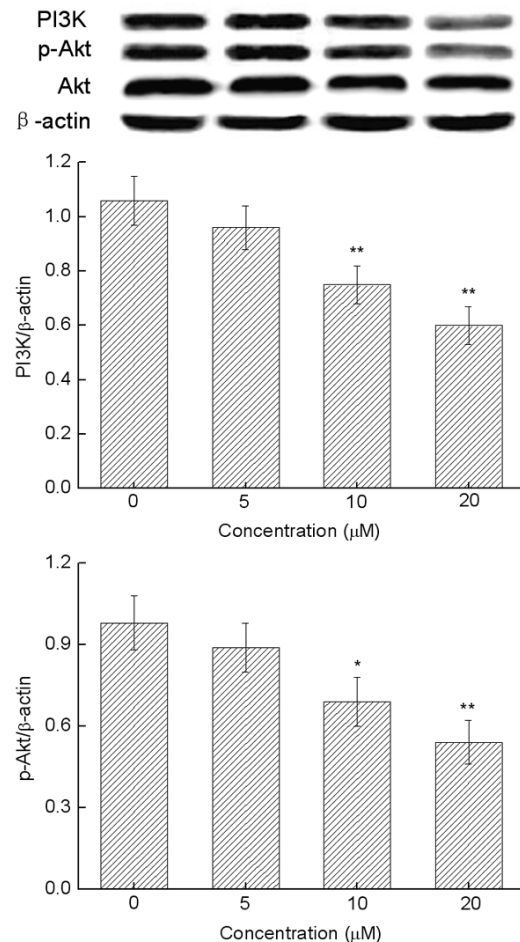 PI3K
p-Akt
Akt
β-actin
1.2
1.0
0.8
0.6
0.4
0.2
0.0
PI3K/β-actin
**
**
0 5 10 20
Concentration (μM)
1.2
0.9
0.6
0.3
0.0
p-Akt/β-actin
*
**
0 5 10 20
Concentration (μM)